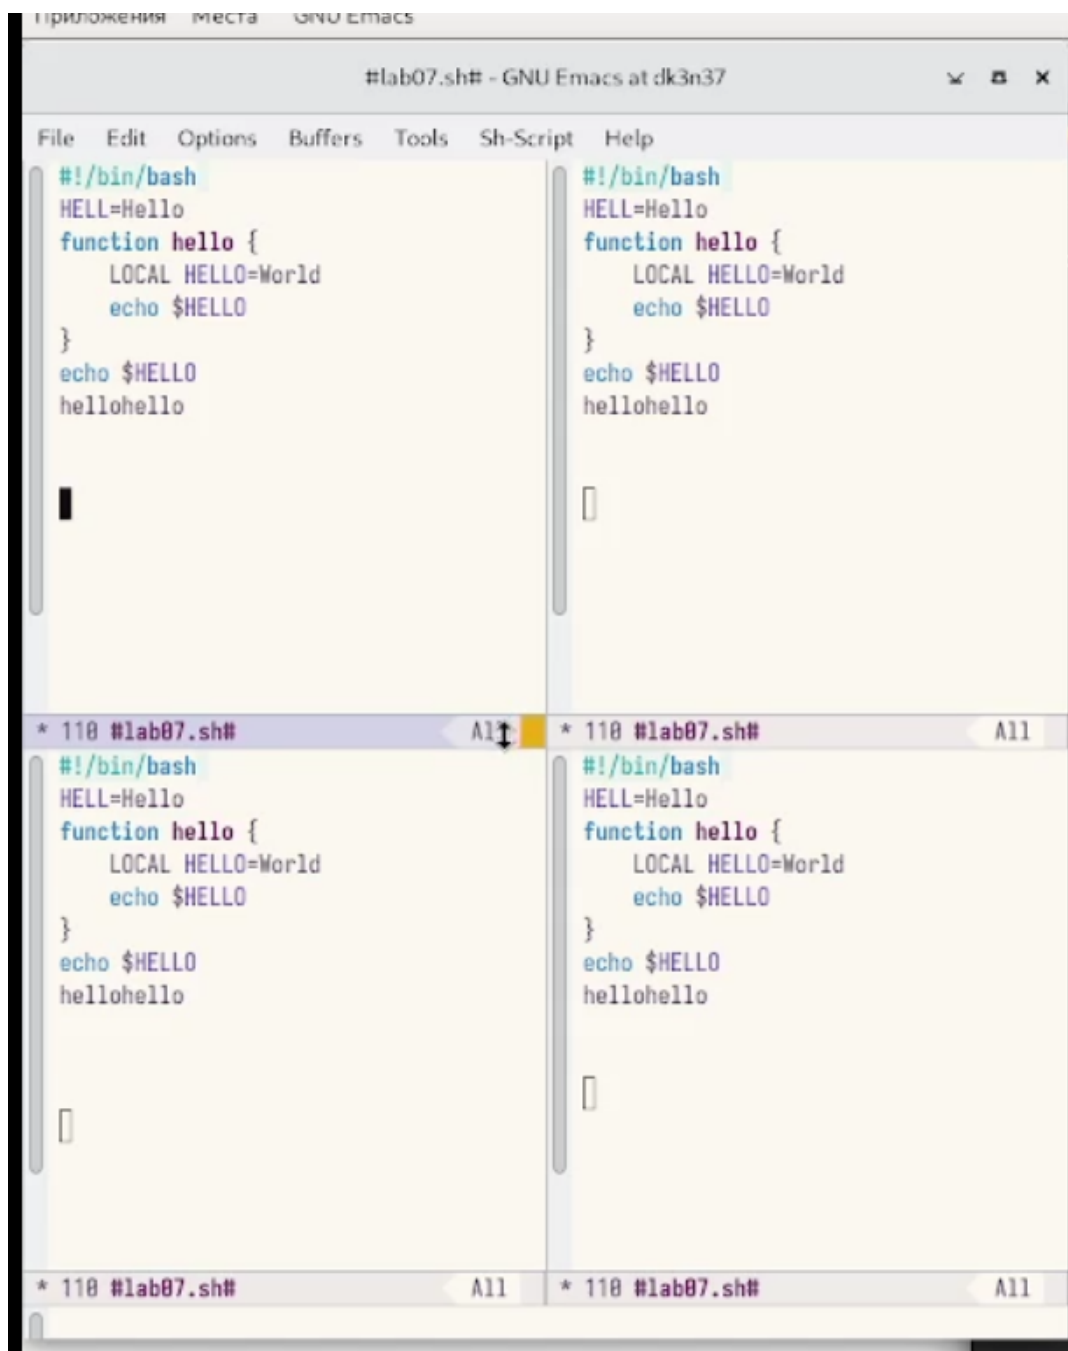 Приложения Места GNU Emacs
#lab07.sh# - GNU Emacs at dk3n37
File Edit Options Buffers Tools Sh-Script Help
#!/bin/bash
HELL=Hello
function hello {
LOCAL HELLO=World
echo $HELLO
}
echo $HELLO
hellohello
* 110 #lab07.sh# All
#!/bin/bash
HELL=Hello
function hello {
LOCAL HELLO=World
echo $HELLO
}
echo $HELLO
hellohello
* 110 #lab07.sh# All
#!/bin/bash
HELL=Hello
function hello {
LOCAL HELLO=World
echo $HELLO
}
echo $HELLO
hellohello
* 110 #lab07.sh# All
#!/bin/bash
HELL=Hello
function hello {
LOCAL HELLO=World
echo $HELLO
}
echo $HELLO
hellohello
* 110 #lab07.sh# All